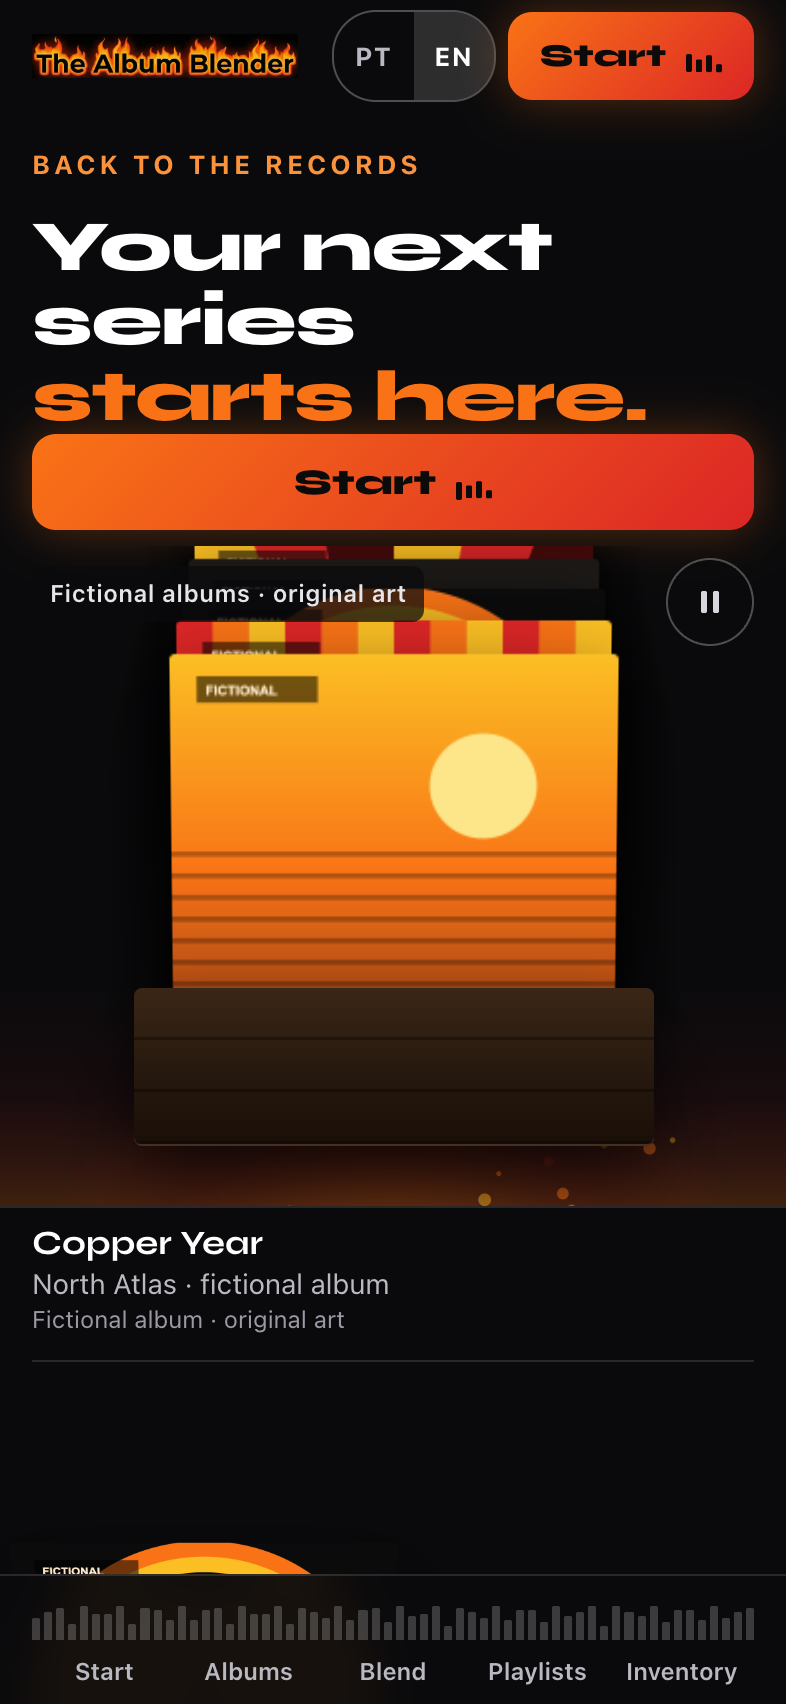 The Album Blender
PT
EN
Start
BACK TO THE RECORDS
Your next
series
starts here.
Start
Fictional albums · original art
FICTIONAL
FICTIONAL
Copper Year
North Atlas · fictional album
Fictional album · original art
FICTIONAL
Start
Albums
Blend
Playlists
Inventory